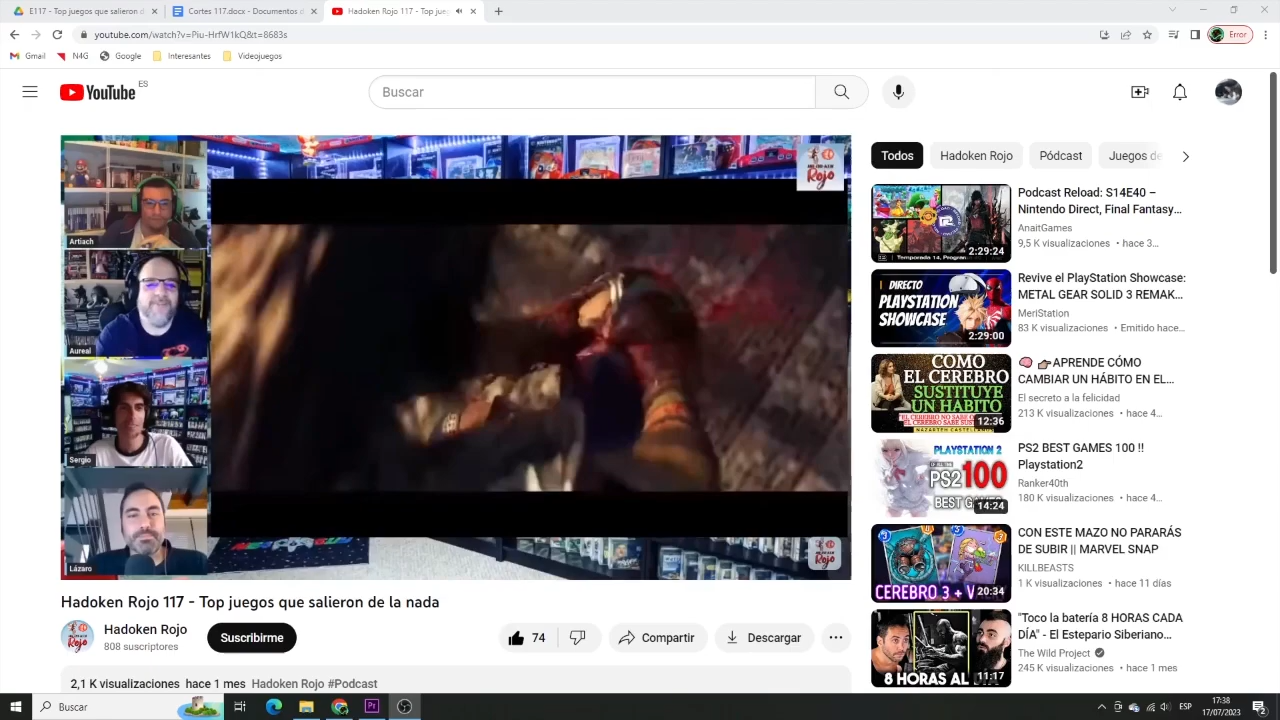 E117 - Top juegos que salieron d
Cortes 117.docx - Documentos d
Hadoken Rojo 117 - Top jueg
youtube.com/watch?v=Piu-HrfW1kQ&t=8683s
Error
Gmail
N4G
Google
Interesantes
Videojuegos
YouTube ES
Buscar
Rojo
Artiach
Aureal
Sergio
Lázaro
Hadoken Rojo 117 - Top juegos que salieron de la nada
Hadoken Rojo
808 suscriptores
Suscribirme
74
Compartir
Descargar
2,1 K visualizaciones hace 1 mes Hadoken Rojo #Podcast
Todos
Hadoken Rojo
Pódcast
Juegos de
2:29:24
Podcast Reload: S14E40 –
Nintendo Direct, Final Fantasy…
AnaitGames
9,5 K visualizaciones • hace 3…
DIRECTO
PLAYSTATION
SHOWCASE
2:29:00
Revive el PlayStation Showcase:
METAL GEAR SOLID 3 REMAK…
MeriStation
83 K visualizaciones • Emitido hace…
COMO
EL CEREBRO
SUSTITUYE
UN HABITO
12:36
APRENDE CÓMO
CAMBIAR UN HÁBITO EN EL…
El secreto a la felicidad
213 K visualizaciones • hace 4…
PLAYSTATION 2
PS2 100
BEST
14:24
PS2 BEST GAMES 100 !!
Playstation2
Ranker40th
180 K visualizaciones • hace 4…
CEREBRO 3 +
20:34
CON ESTE MAZO NO PARARÁS
DE SUBIR || MARVEL SNAP
KILLBEASTS
1 K visualizaciones • hace 11 días
8 HORAS AL
11:17
"Toco la batería 8 HORAS CADA
DÍA" - El Estepario Siberiano…
The Wild Project
245 K visualizaciones • hace 1 mes
Buscar
ESP
17:38
17/07/2023
2